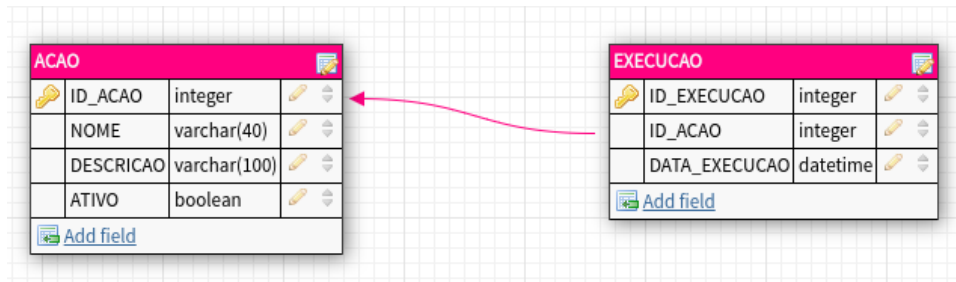 ACAO
ID_ACAO integer
NOME varchar(40)
DESCRICAO varchar(100)
ATIVO boolean
Add field
EXECUCAO
ID_EXECUCAO integer
ID_ACAO integer
DATA_EXECUCAO datetime
Add field